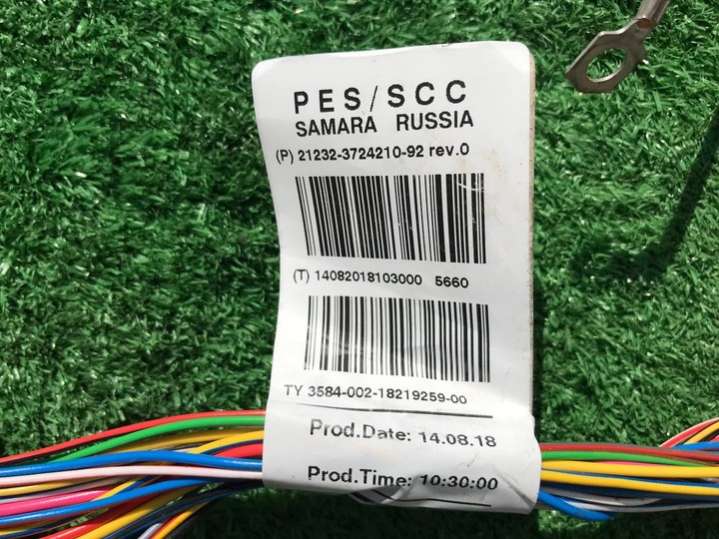 PES/SCC
SAMARA RUSSIA
(P) 21232-3724210-92 rev.0
(T) 14082018103000 5660
TY 3584-002-18219259-00
Prod.Date: 14.08.18
Prod.Time: 10:30:00